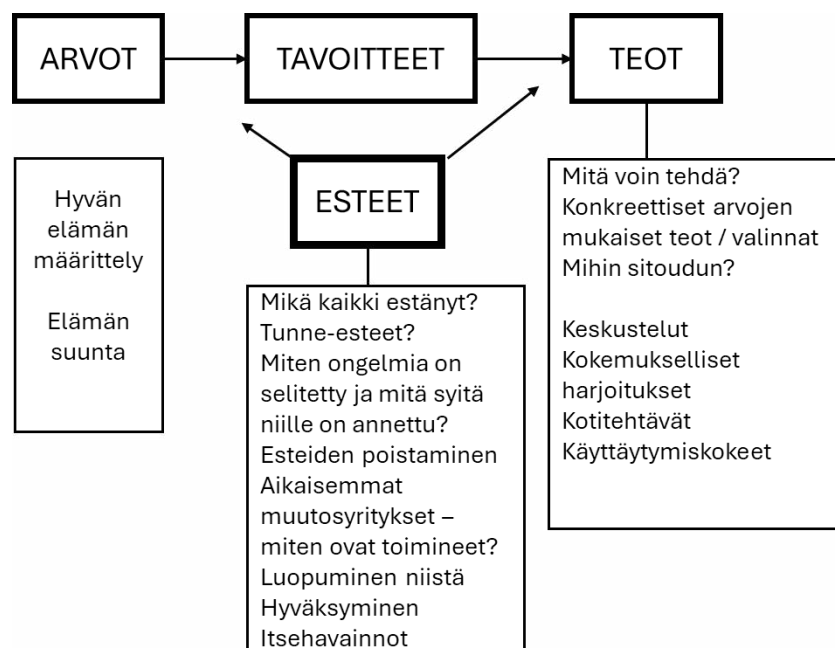 ARVOT
TAVOITTEET
TEOT
ESTEET
Hyvän
elämän
määrittely
Elämän
suunta
Mikä kaikki estänyt?
Tunne-esteet?
Miten ongelmia on
selitetty ja mitä syitä
niille on annettu?
Esteiden poistaminen
Aikaisemmat
muutosyritykset –
miten ovat toimineet?
Luopuminen niistä
Hyväksyminen
Itsehavainnot
Mitä voin tehdä?
Konkreettiset arvojen
mukaiset teot / valinnat
Mihin sitoudun?
Keskustelut
Kokemukselliset
harjoitukset
Kotitehtävät
Käyttäytymiskokeet